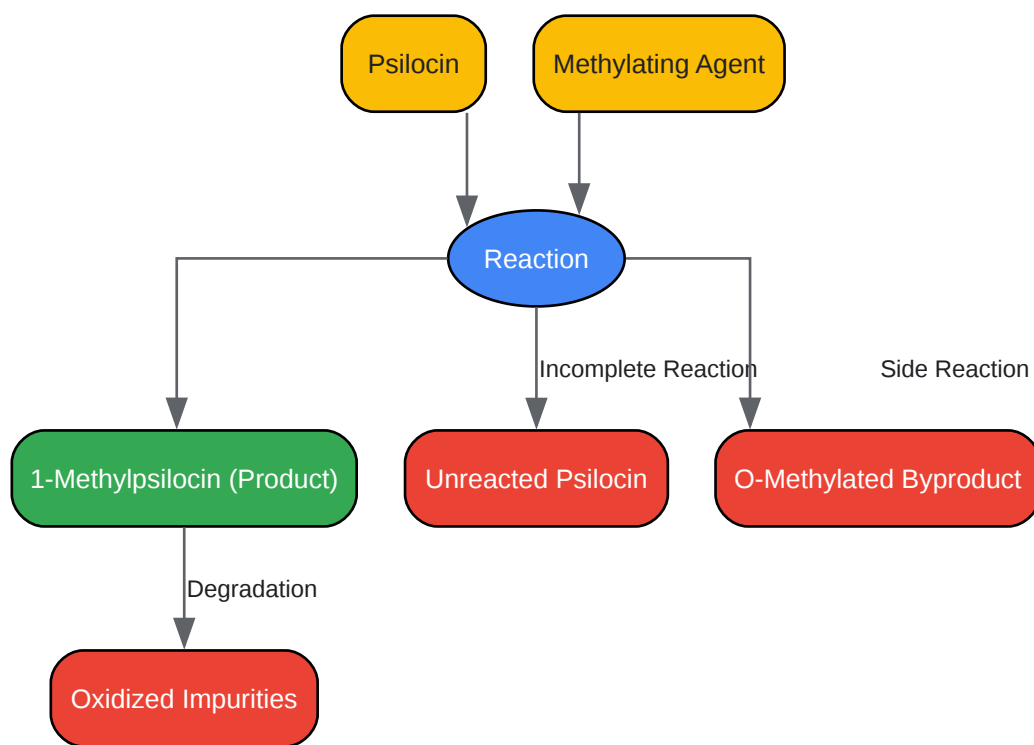 Psilocin
Methylating Agent
Reaction
Incomplete Reaction
Side Reaction
1-Methylpsilocin (Product)
Unreacted Psilocin
O-Methylated Byproduct
Degradation
Oxidized Impurities